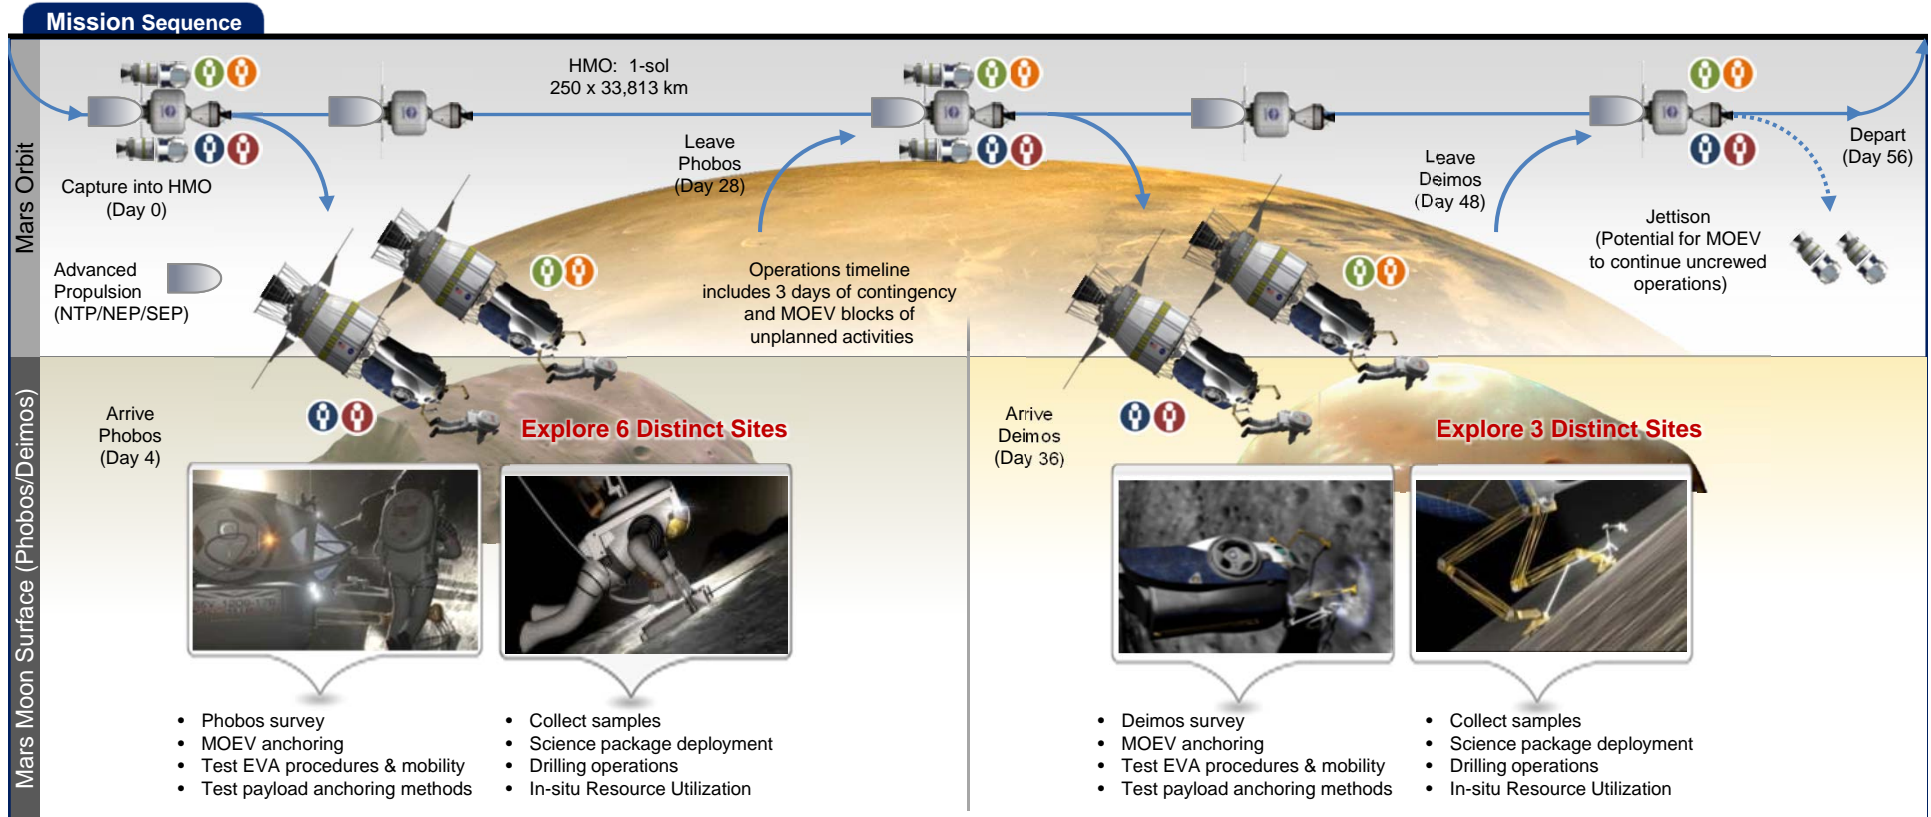 Mission Sequence
Mars Orbit
HMO: 1-sol
250 x 33,813 km
Capture into HMO
(Day 0)
Leave
Phobos
(Day 28)
Leave
Deimos
(Day 48)
Depart
(Day 56)
Advanced
Propulsion
(NTP/NEP/SEP)
Operations timeline
includes 3 days of contingency
and MOEV blocks of
unplanned activities
Jettison
(Potential for MOEV
to continue uncrewed
operations)
Mars Moon Surface (Phobos/Deimos)
Arrive
Phobos
(Day 4)
Explore 6 Distinct Sites
• Phobos survey
• MOEV anchoring
• Test EVA procedures & mobility
• Test payload anchoring methods
• Collect samples
• Science package deployment
• Drilling operations
• In-situ Resource Utilization
Arrive
Deimos
(Day 36)
Explore 3 Distinct Sites
• Deimos survey
• MOEV anchoring
• Test EVA procedures & mobility
• Test payload anchoring methods
• Collect samples
• Science package deployment
• Drilling operations
• In-situ Resource Utilization